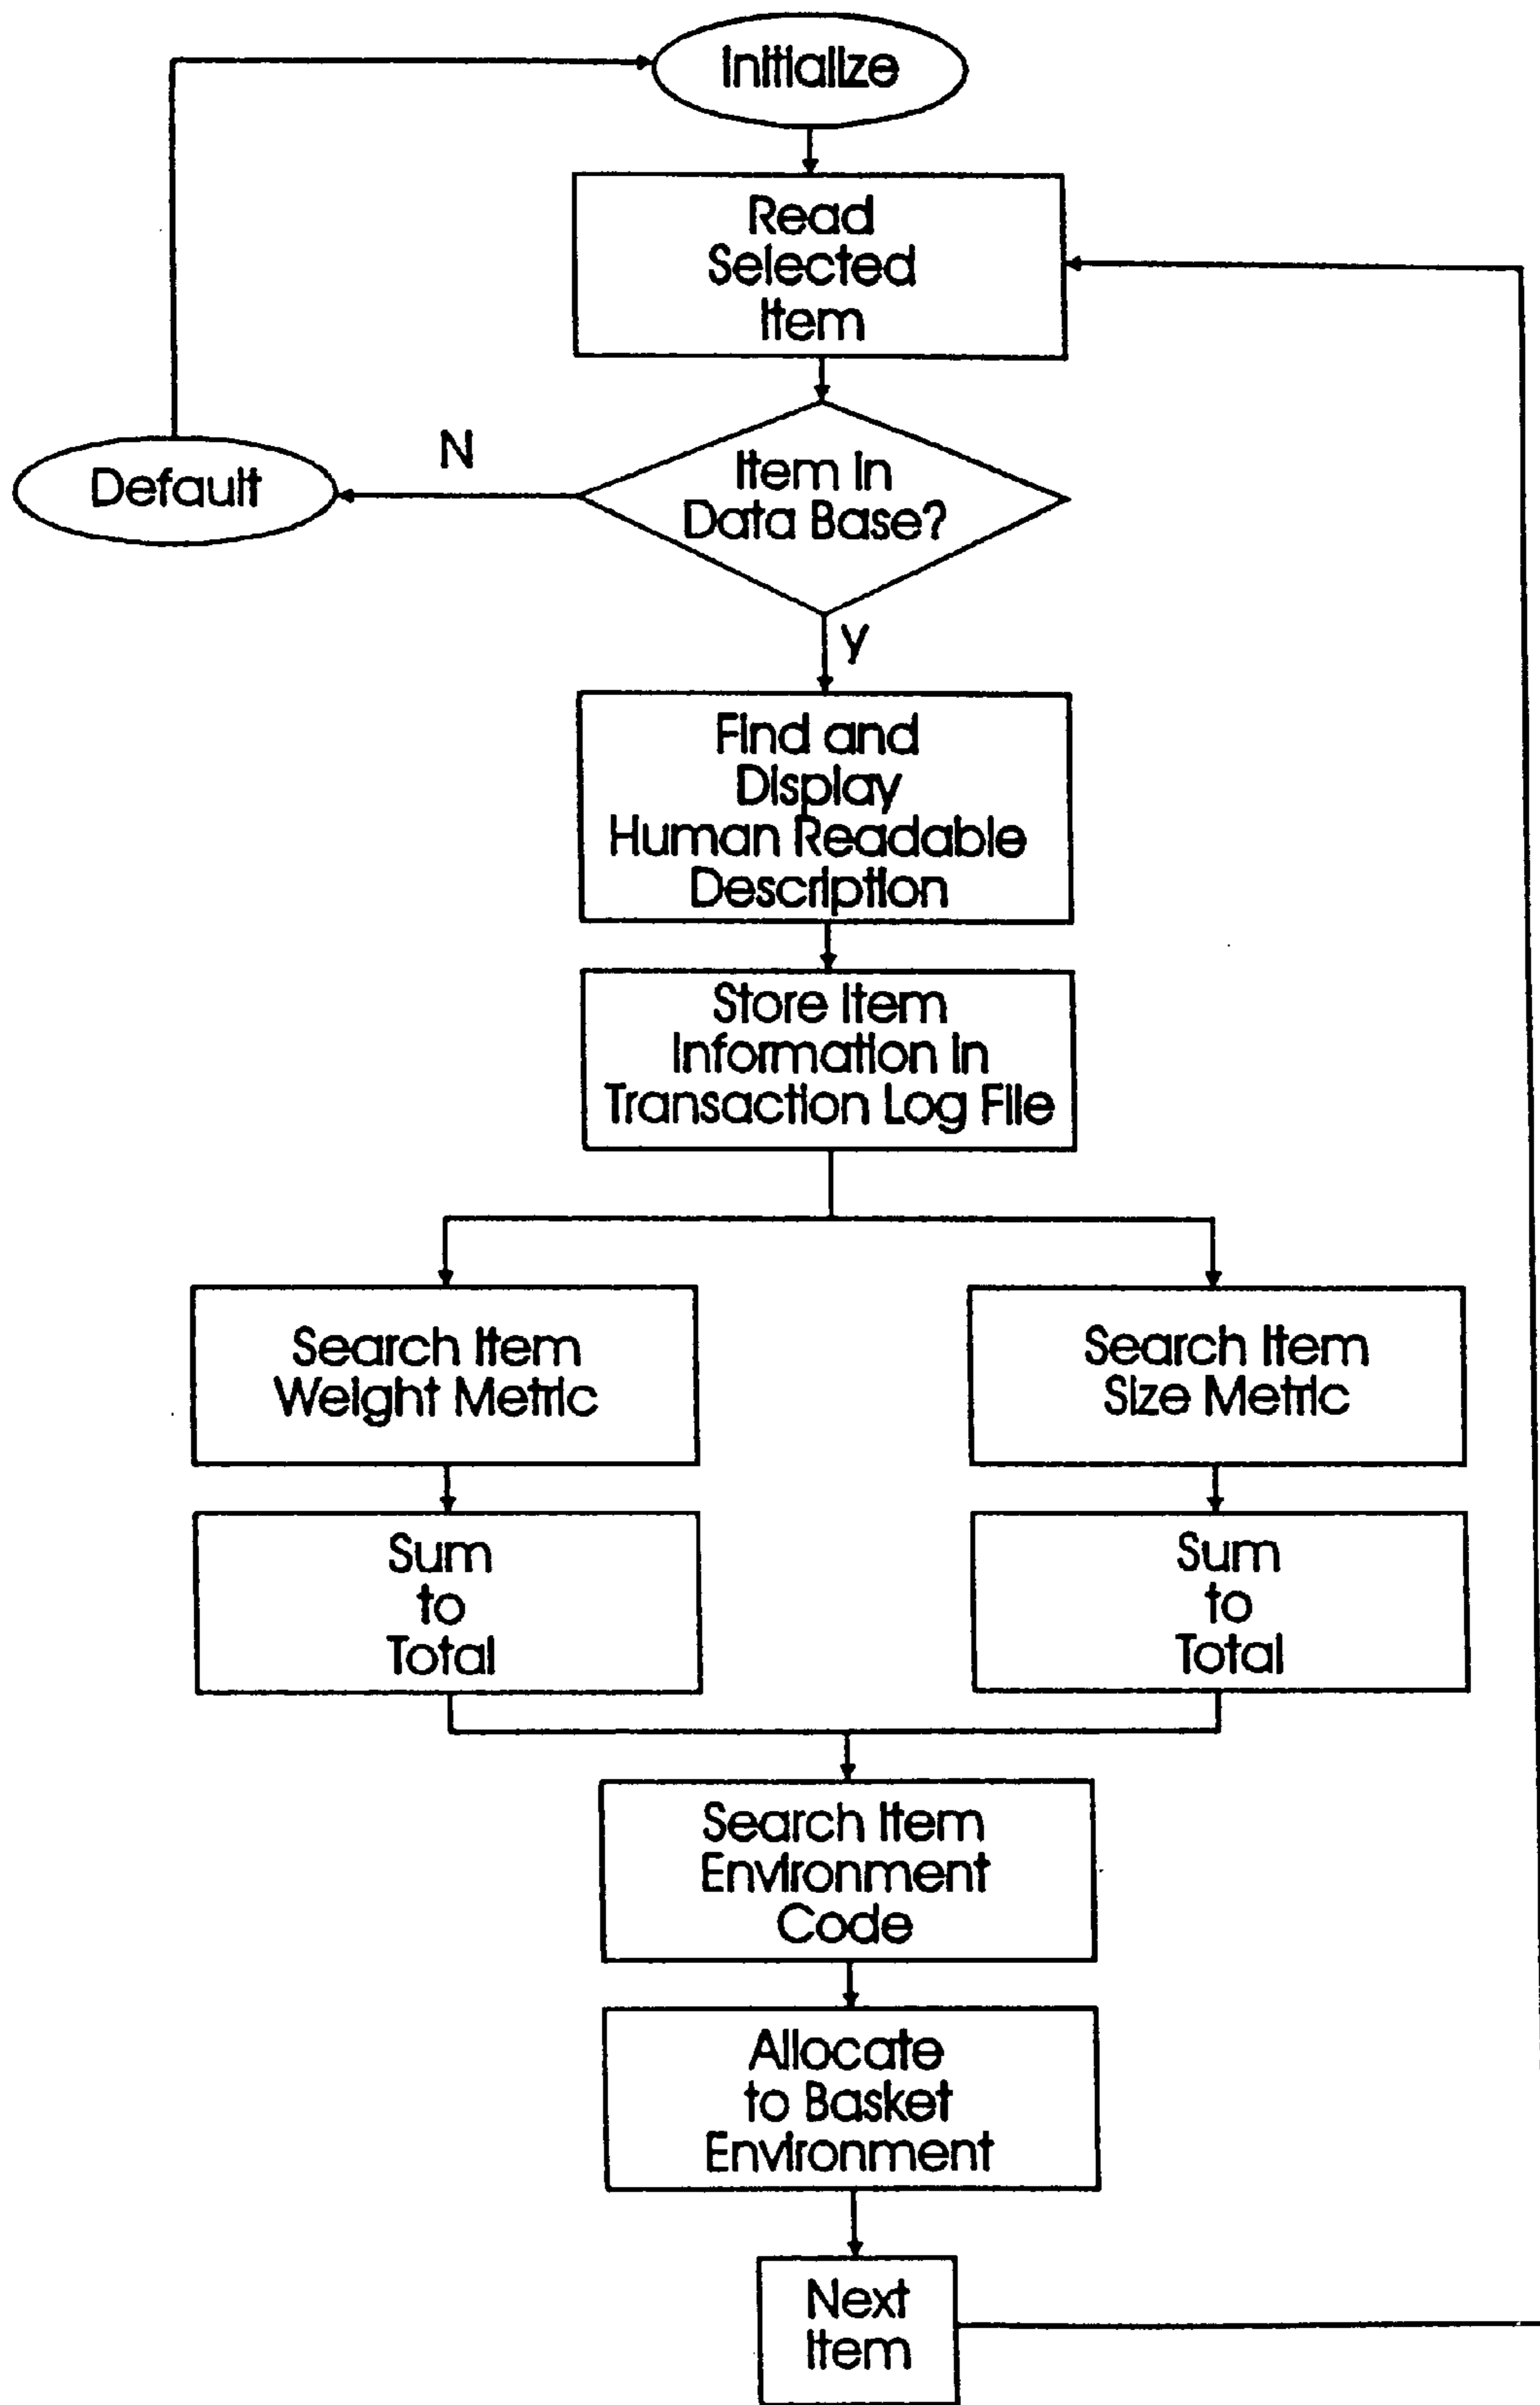 Initialize
Read
Selected
Item
N
Default
Item in
Data Base?
Y
Find and
Display
Human Readable
Description
Store Item
Information in
Transaction Log File
Search Item
Weight Metric
Search Item
Size Metric
Sum
to
Total
Sum
to
Total
Search Item
Environment
Code
Allocate
to Basket
Environment
Next
Item